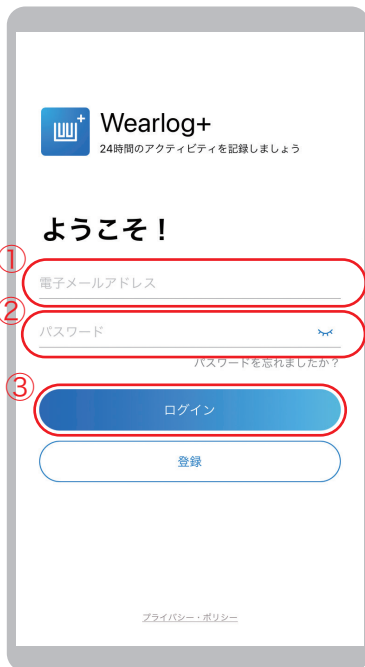 Wearlog+
24時間のアクティビティを記録しましょう
ようこそ！
①
電子メールアドレス
②
パスワード
パスワードを忘れましたか？
③
ログイン
登録
プライバシー・ポリシー